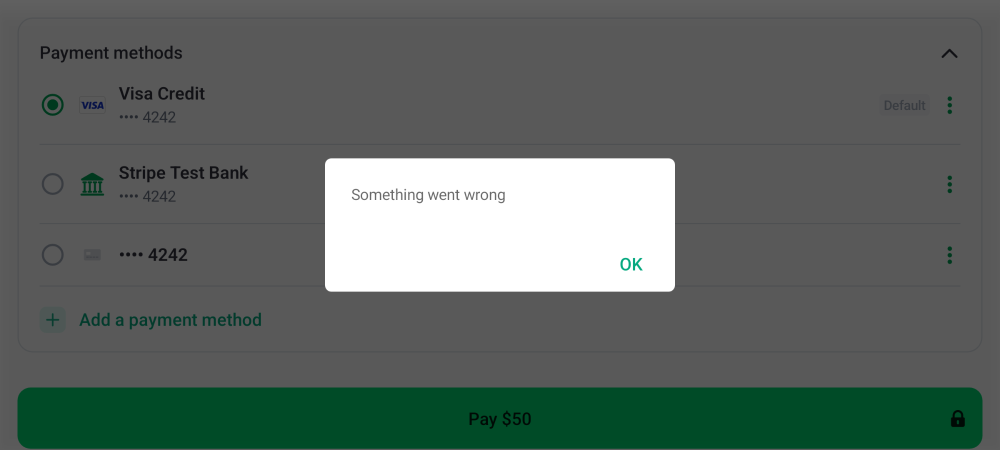 Payment methods
VISA
Visa Credit
•••• 4242
Default
Stripe Test Bank
•••• 4242
Something went wrong
•••• 4242
OK
Add a payment method
Pay $50